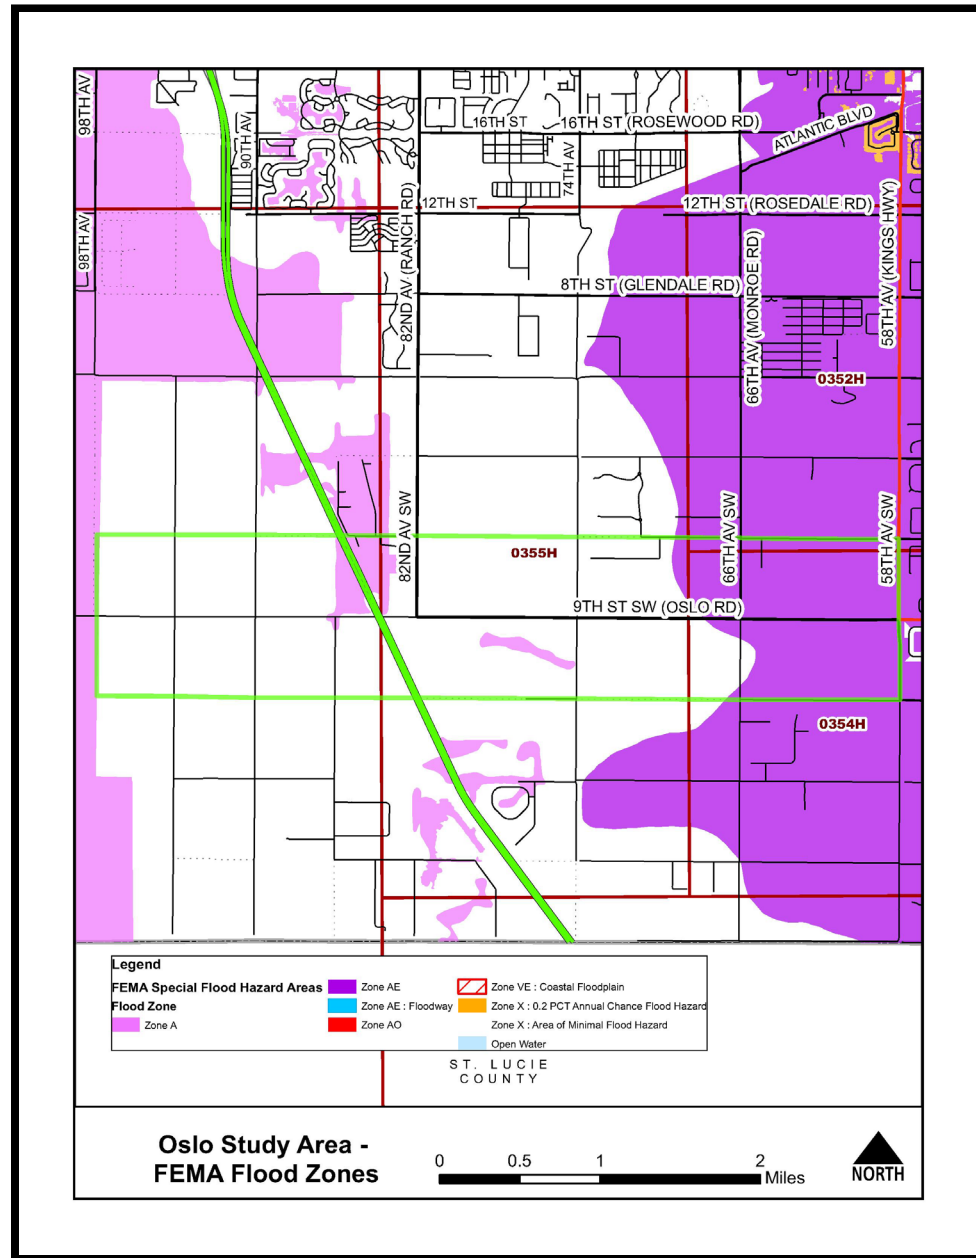 98TH AV
90TH AV
16TH ST
16TH ST (ROSEWOOD RD)
74TH AV
ATLANTIC BLVD
98TH AV
82ND AV (RANCH RD)
12TH ST
12TH ST (ROSEDALE RD)
66TH AV (MONROE RD)
58TH AV (KINGS HWY)
8TH ST (GLENDALE RD)
0352H
82ND AV SW
0355H
66TH AV SW
58TH AV SW
9TH ST SW (OSLO RD)
0354H
Legend
FEMA Special Flood Hazard Areas
Flood Zone
Zone A
Zone AE
Zone AE : Floodway
Zone AO
Zone VE : Coastal Floodplain
Zone X : 0.2 PCT Annual Chance Flood Hazard
Zone X : Area of Minimal Flood Hazard
Open Water
ST. LUCIE
COUNTY
Oslo Study Area -
FEMA Flood Zones
0 0.5 1 2
Miles
NORTH